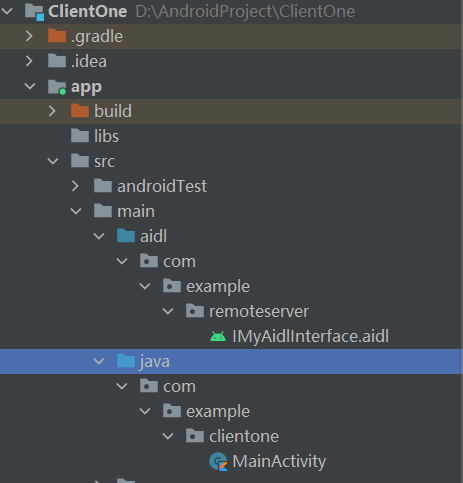 ClientOne D:\AndroidProject\ClientOne
.gradle
.idea
app
build
libs
src
androidTest
main
aidl
com
example
remoteserver
IMyAidlInterface.aidl
java
com
example
clientone
MainActivity